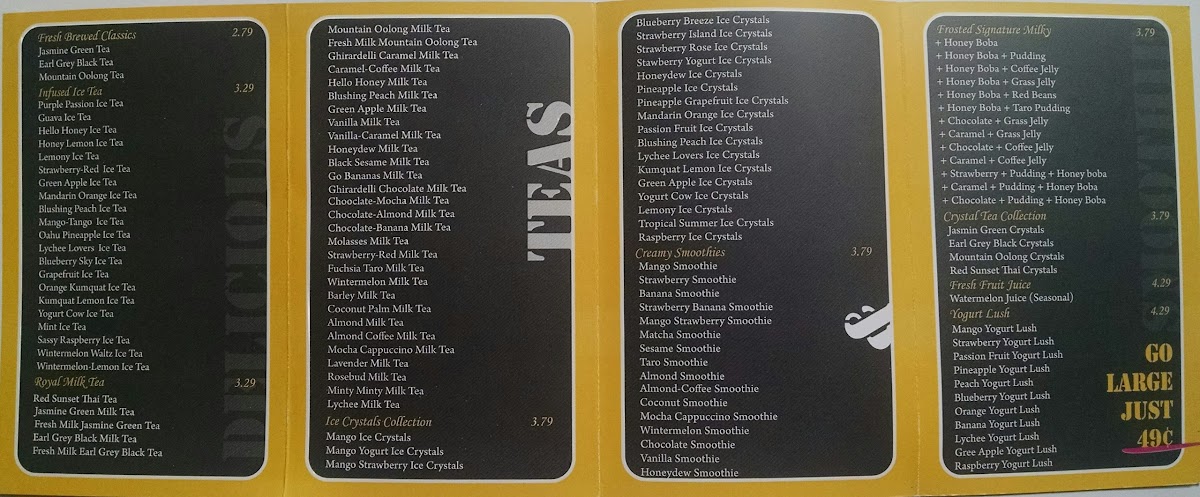 Fresh Brewed Classics 2.79
Jasmine Green Tea
Earl Grey Black Tea
Mountain Oolong Tea
Infused Ice Tea 3.29
Purple Passion Ice Tea
Guava Ice Tea
Hello Honey Ice Tea
Honey Lemon Ice Tea
Lemony Ice Tea
Strawberry-Red Ice Tea
Green Apple Ice Tea
Mandarin Orange Ice Tea
Blushing Peach Ice Tea
Mango-Tango Ice Tea
Oahu Pineapple Ice Tea
Lychee Lovers Ice Tea
Blueberry Sky Ice Tea
Grapefruit Ice Tea
Orange Kumquat Ice Tea
Kumquat Lemon Ice Tea
Yogurt Cow Ice Tea
Mint Ice Tea
Sassy Raspberry Ice Tea
Wintermelon Waltz Ice Tea
Wintermelon-Lemon Ice Tea
Royal Milk Tea 3.29
Red Sunset Thai Tea
Jasmine Green Milk Tea
Fresh Milk Jasmine Green Tea
Earl Grey Black Milk Tea
Fresh Milk Earl Grey Black Tea
DELICIOUS
Mountain Oolong Milk Tea
Fresh Milk Mountain Oolong Tea
Ghirardelli Caramel Milk Tea
Caramel-Coffee Milk Tea
Hello Honey Milk Tea
Blushing Peach Milk Tea
Green Apple Milk Tea
Vanilla Milk Tea
Vanilla-Caramel Milk Tea
Honeydew Milk Tea
Black Sesame Milk Tea
Go Bananas Milk Tea
Ghirardelli Chocolate Milk Tea
Chooclate-Mocha Milk Tea
Chocolate-Almond Milk Tea
Chocolate-Banana Milk Tea
Molasses Milk Tea
Strawberry-Red Milk Tea
Fuchsia Taro Milk Tea
Wintermelon Milk Tea
Barley Milk Tea
Coconut Palm Milk Tea
Almond Milk Tea
Almond Coffee Milk Tea
Mocha Cappuccino Milk Tea
Lavender Milk Tea
Rosebud Milk Tea
Minty Minty Milk Tea
Lychee Milk Tea
Ice Crystals Collection 3.79
Mango Ice Crystals
Mango Yogurt Ice Crystals
Mango Strawberry Ice Crystals
TEAS
Blueberry Breeze Ice Crystals
Strawberry Island Ice Crystals
Strawberry Rose Ice Crystals
Stawberry Yogurt Ice Crystals
Honeydew Ice Crystals
Pineapple Ice Crystals
Pineapple Grapefruit Ice Crystals
Mandarin Orange Ice Crystals
Passion Fruit Ice Crystals
Blushing Peach Ice Crystals
Lychee Lovers Ice Crystals
Kumquat Lemon Ice Crystals
Green Apple Ice Crystals
Yogurt Cow Ice Crystals
Lemony Ice Crystals
Tropical Summer Ice Crystals
Raspberry Ice Crystals
Creamy Smoothies 3.79
Mango Smoothie
Strawberry Smoothie
Banana Smoothie
Strawberry Banana Smoothie
Mango Strawberry Smoothie
Matcha Smoothie
Sesame Smoothie
Taro Smoothie
Almond Smoothie
Almond-Coffee Smoothie
Coconut Smoothie
Mocha Cappuccino Smoothie
Wintermelon Smoothie
Chocolate Smoothie
Vanilla Smoothie
Honeydew Smoothie
&
Frosted Signature Milky 3.79
+ Honey Boba
+ Honey Boba + Pudding
+ Honey Boba + Coffee Jelly
+ Honey Boba + Grass Jelly
+ Honey Boba + Red Beans
+ Honey Boba + Taro Pudding
+ Chocolate + Grass Jelly
+ Caramel + Grass Jelly
+ Chocolate + Coffee Jelly
+ Caramel + Coffee Jelly
+ Strawberry + Pudding + Honey Boba
+ Caramel + Pudding + Honey Boba
+ Chocolate + Pudding + Honey Boba
Crystal Tea Collection 3.79
Jasmin Green Crystals
Earl Grey Black Crystals
Mountain Oolong Crystals
Red Sunset Thai Crystals
Fresh Fruit Juice 4.29
Watermelon Juice (Seasonal)
Yogurt Lush 4.29
Mango Yogurt Lush
Strawberry Yogurt Lush
Passion Fruit Yogurt Lush
Pineapple Yogurt Lush
Peach Yogurt Lush
Blueberry Yogurt Lush
Orange Yogurt Lush
Banana Yogurt Lush
Lychee Yogurt Lush
Gree Apple Yogurt Lush
Raspberry Yogurt Lush
GO
LARGE
JUST
49¢